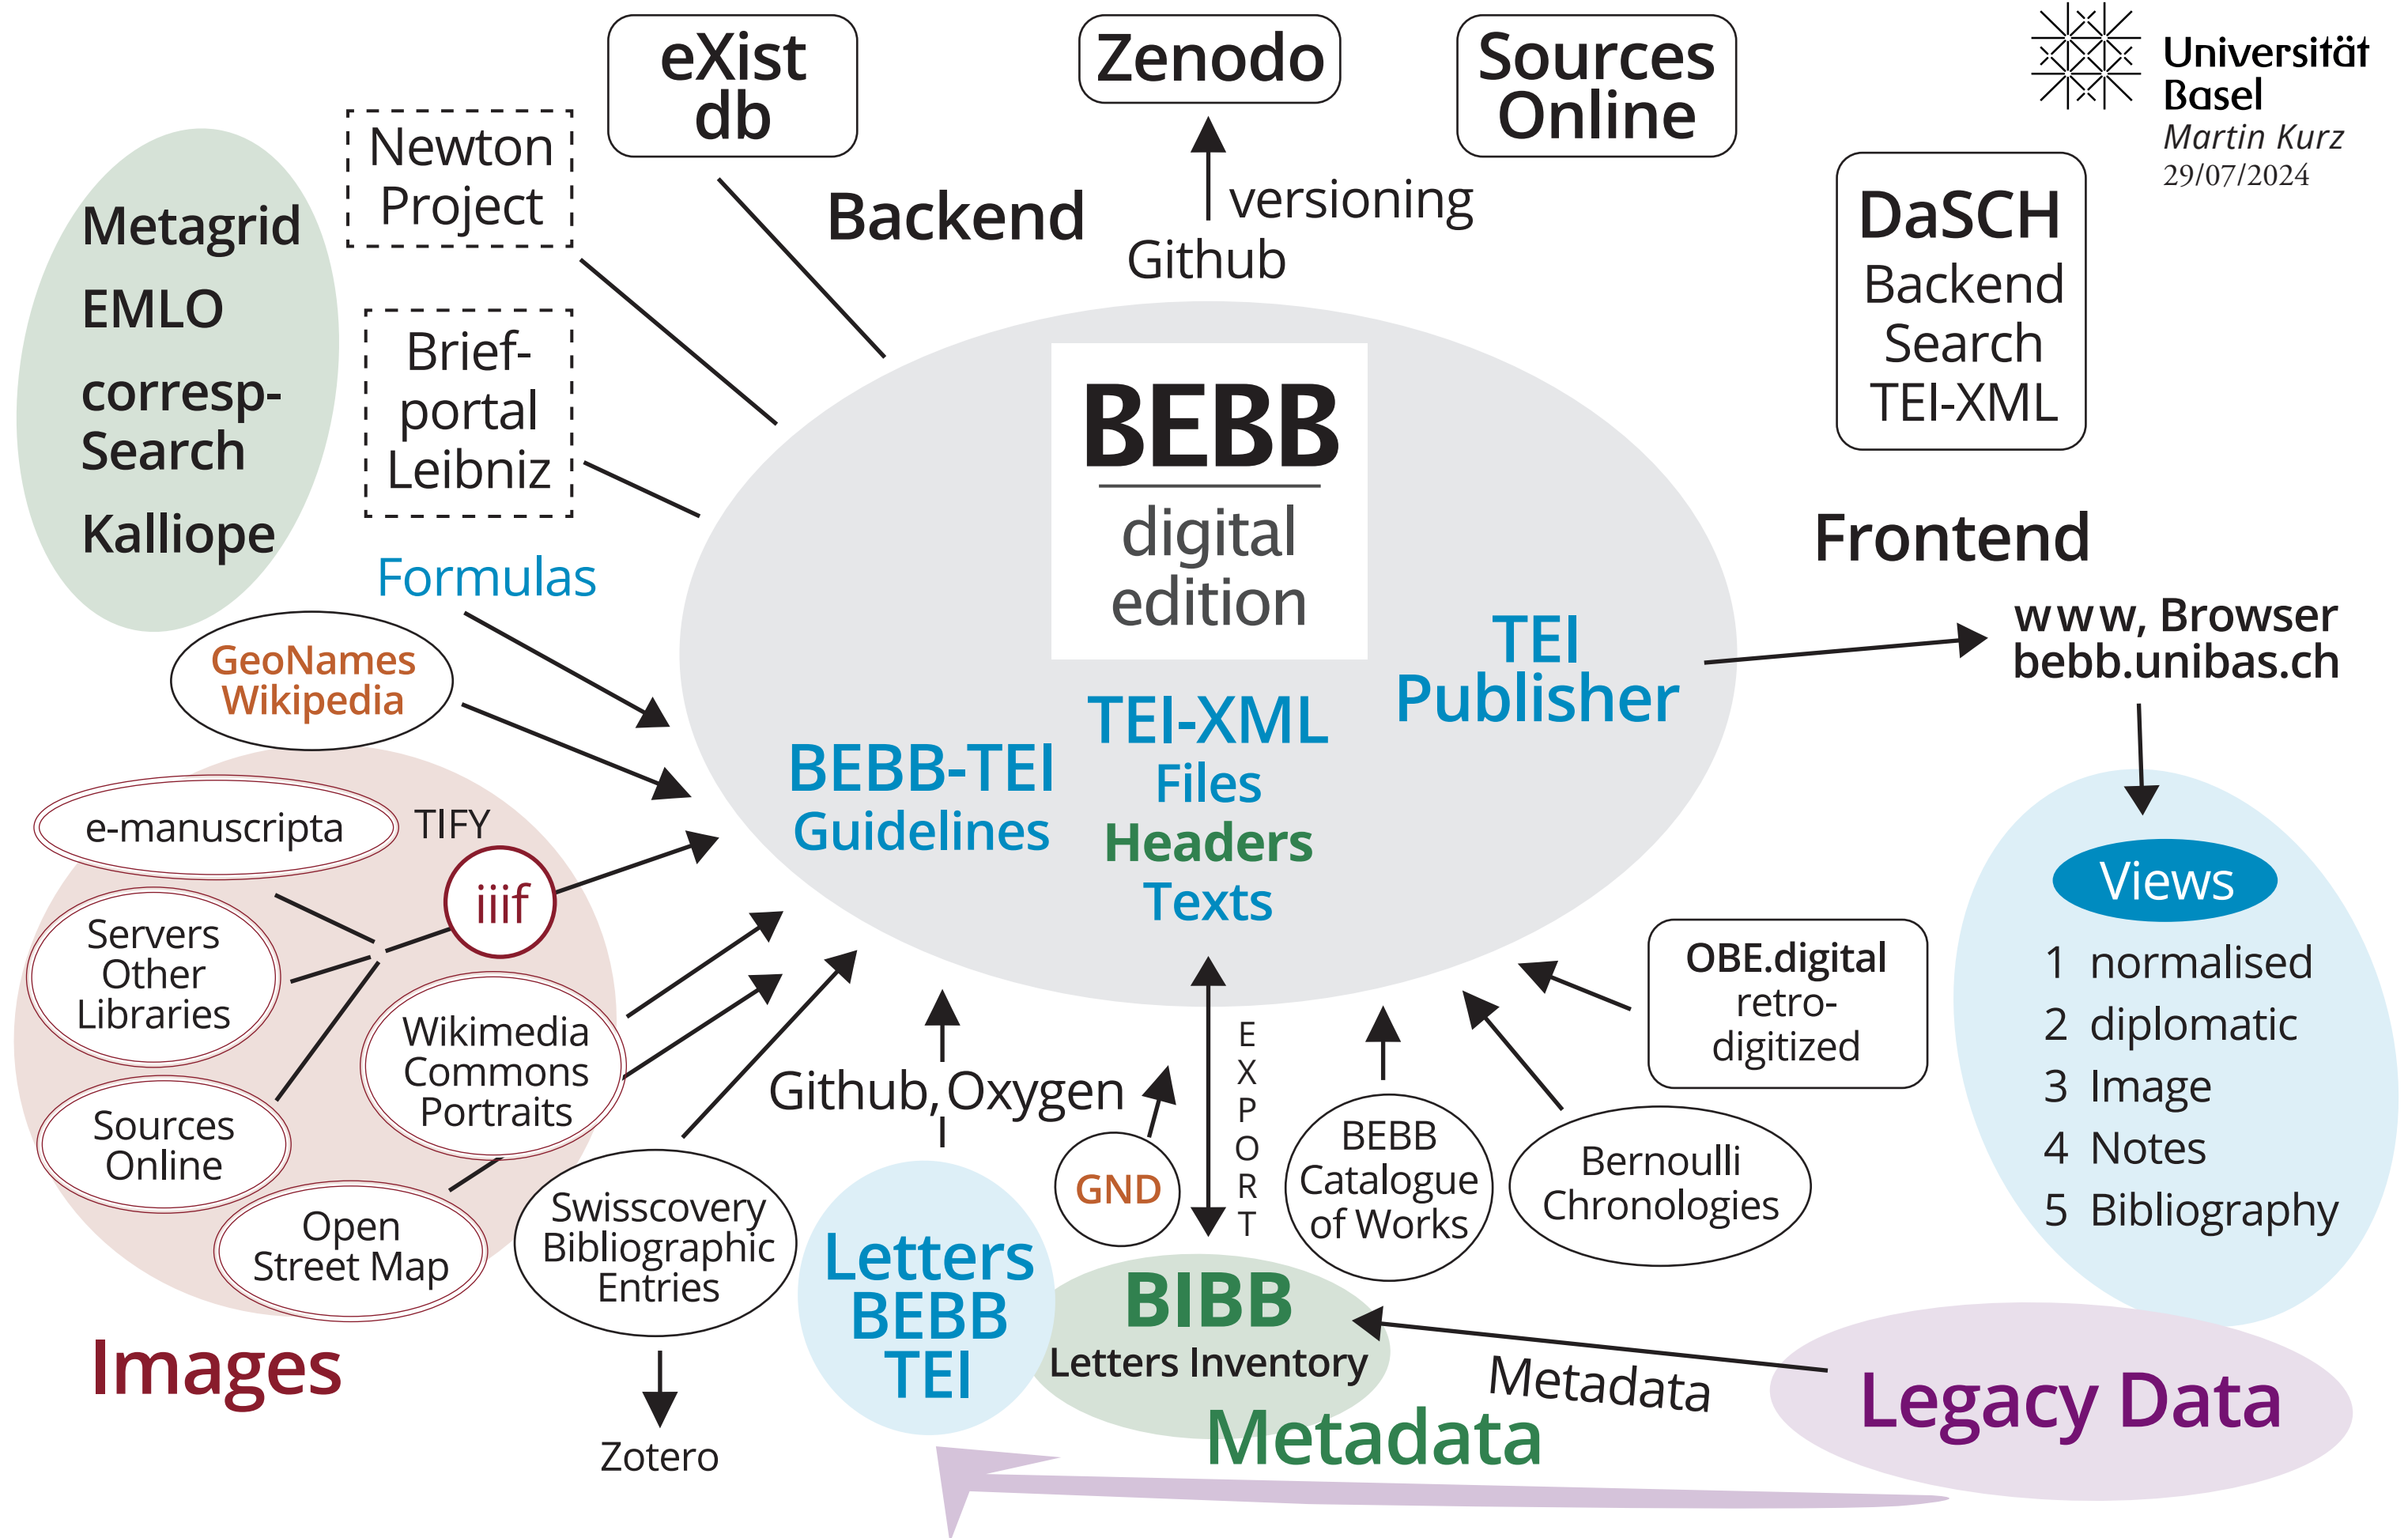 eXist
db
Zenodo
Sources
Online
Universität
Basel
Martin Kurz
29/07/2024
Newton
Project
Backend
versioning
Github
DaSCH
Backend
Search
TEI-XML
Metagrid
EMLO
corresp-
Search
Kalliope
Brief-
portal
Leibniz
BEBB
digital
edition
Formulas
Frontend
www, Browser
bebb.unibas.ch
GeoNames
Wikipedia
TEI
Publisher
TEI-XML
Files
Headers
Texts
BEBB-TEI
Guidelines
e-manuscripta
TIFY
iiif
Servers
Other
Libraries
Wikimedia
Commons
Portraits
Sources
Online
Open
Street Map
Images
Swisscovery
Bibliographic
Entries
Zotero
Github, Oxygen
GND
EXPORT
BEBB
Catalogue
of Works
Bernoulli
Chronologies
OBE.digital
retro-
digitized
Views
1 normalised
2 diplomatic
3 Image
4 Notes
5 Bibliography
Letters
BEBB
TEI
BIBB
Letters Inventory
Metadata
Metadata
Legacy Data